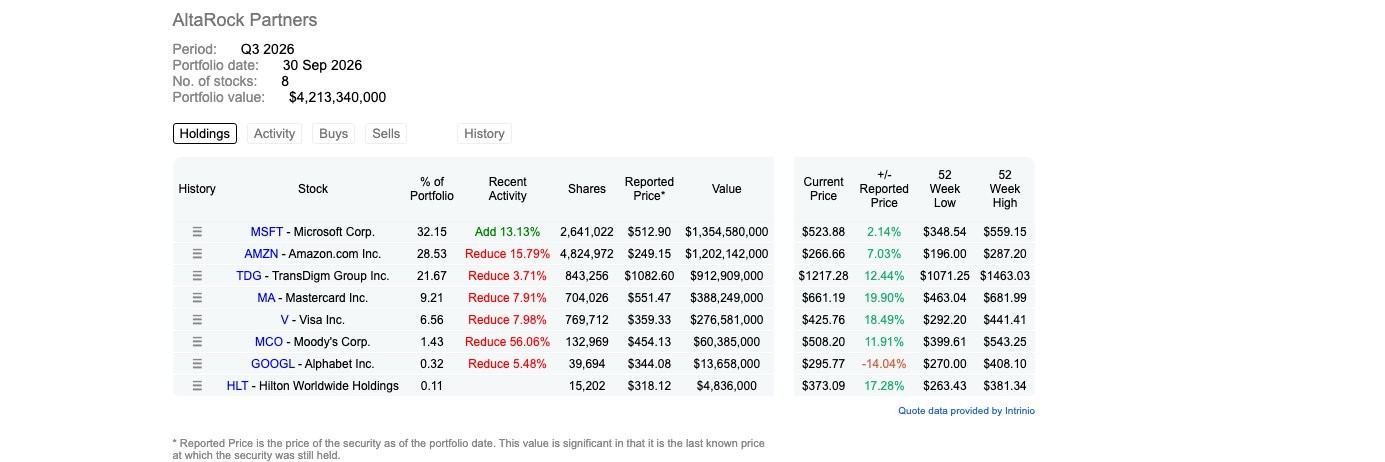 AltaRock Partners
Period: Q3 2026
Portfolio date: 30 Sep 2026
No. of stocks: 8
Portfolio value: $4,213,340,000
Holdings Activity Buys Sells History
History Stock % of Portfolio Recent Activity Shares Reported Price* Value Current Price +/- Reported Price 52 Week Low 52 Week High
≡ MSFT - Microsoft Corp. 32.15 Add 13.13% 2,641,022 $512.90 $1,354,580,000 $523.88 2.14% $348.54 $559.15
≡ AMZN - Amazon.com Inc. 28.53 Reduce 15.79% 4,824,972 $249.15 $1,202,142,000 $266.66 7.03% $196.00 $287.20
≡ TDG - TransDigm Group Inc. 21.67 Reduce 3.71% 843,256 $1082.60 $912,909,000 $1217.28 12.44% $1071.25 $1463.03
≡ MA - Mastercard Inc. 9.21 Reduce 7.91% 704,026 $551.47 $388,249,000 $661.19 19.90% $463.04 $681.99
≡ V - Visa Inc. 6.56 Reduce 7.98% 769,712 $359.33 $276,581,000 $425.76 18.49% $292.20 $441.41
≡ MCO - Moody's Corp. 1.43 Reduce 56.06% 132,969 $454.13 $60,385,000 $508.20 11.91% $399.61 $543.25
≡ GOOGL - Alphabet Inc. 0.32 Reduce 5.48% 39,694 $344.08 $13,658,000 $295.77 -14.04% $270.00 $408.10
≡ HLT - Hilton Worldwide Holdings 0.11 15,202 $318.12 $4,836,000 $373.09 17.28% $263.43 $381.34
Quote data provided by Intrinio
* Reported Price is the price of the security as of the portfolio date. This value is significant in that it is the last known price
at which the security was still held.